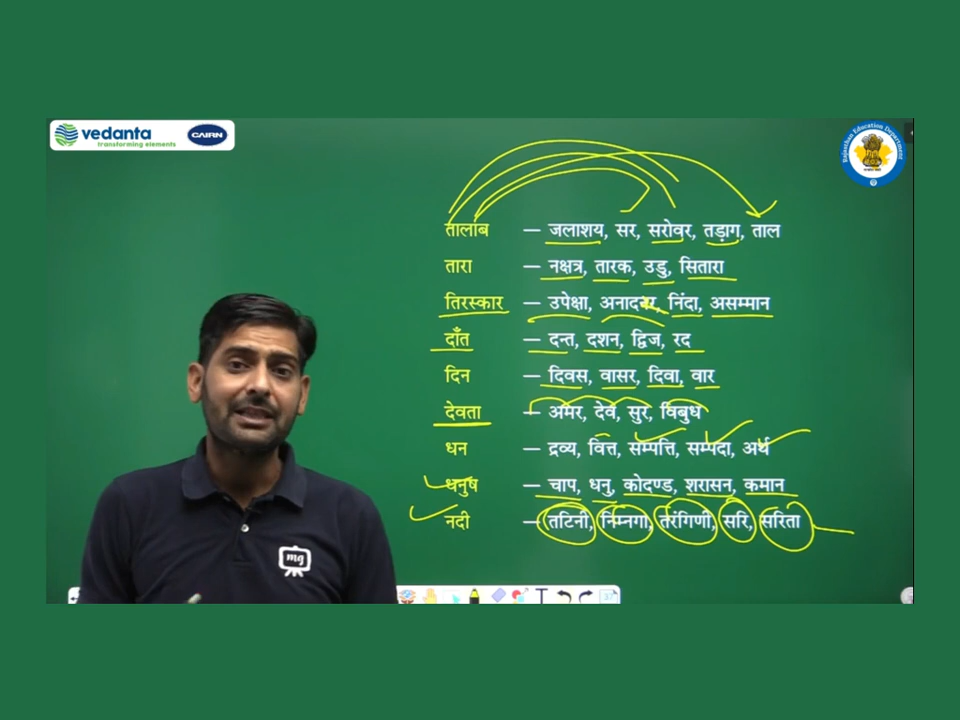 vedanta
transforming elements
CAIRN
Rajasthan Education Department
तालाब – जलाशय, सर, सरोवर, तड़ाग, ताल
तारा – नक्षत्र, तारक, उडु, सितारा
तिरस्कार – उपेक्षा, अनादर, निंदा, असम्मान
दाँत – दन्त, दशन, द्विज, रद
दिन – दिवस, वासर, दिवा, वार
देवता – अमर, देव, सुर, विबुध
धन – द्रव्य, वित्त, सम्पत्ति, सम्पदा, अर्थ
धनुष – चाप, धनु, कोदण्ड, शरासन, कमान
नदी – तटिनी, निम्नगा, तरंगिणी, सरि, सरिता
mg
T
37